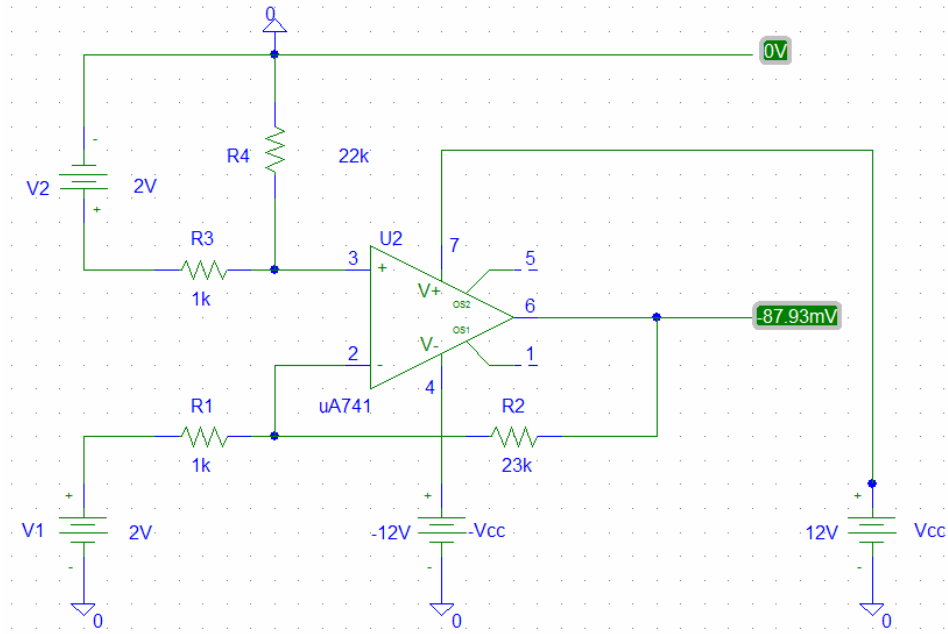 0
0V
R4
22k
V2
-
2V
+
R3
1k
U2
7
3
+
5
V+
OS2
6
-87.93mV
OS1
V-
2
-
1
4
uA741
R1
1k
R2
23k
+
V1
2V
-
0
+
-12V
-Vcc
-
0
+
12V
Vcc
-
0